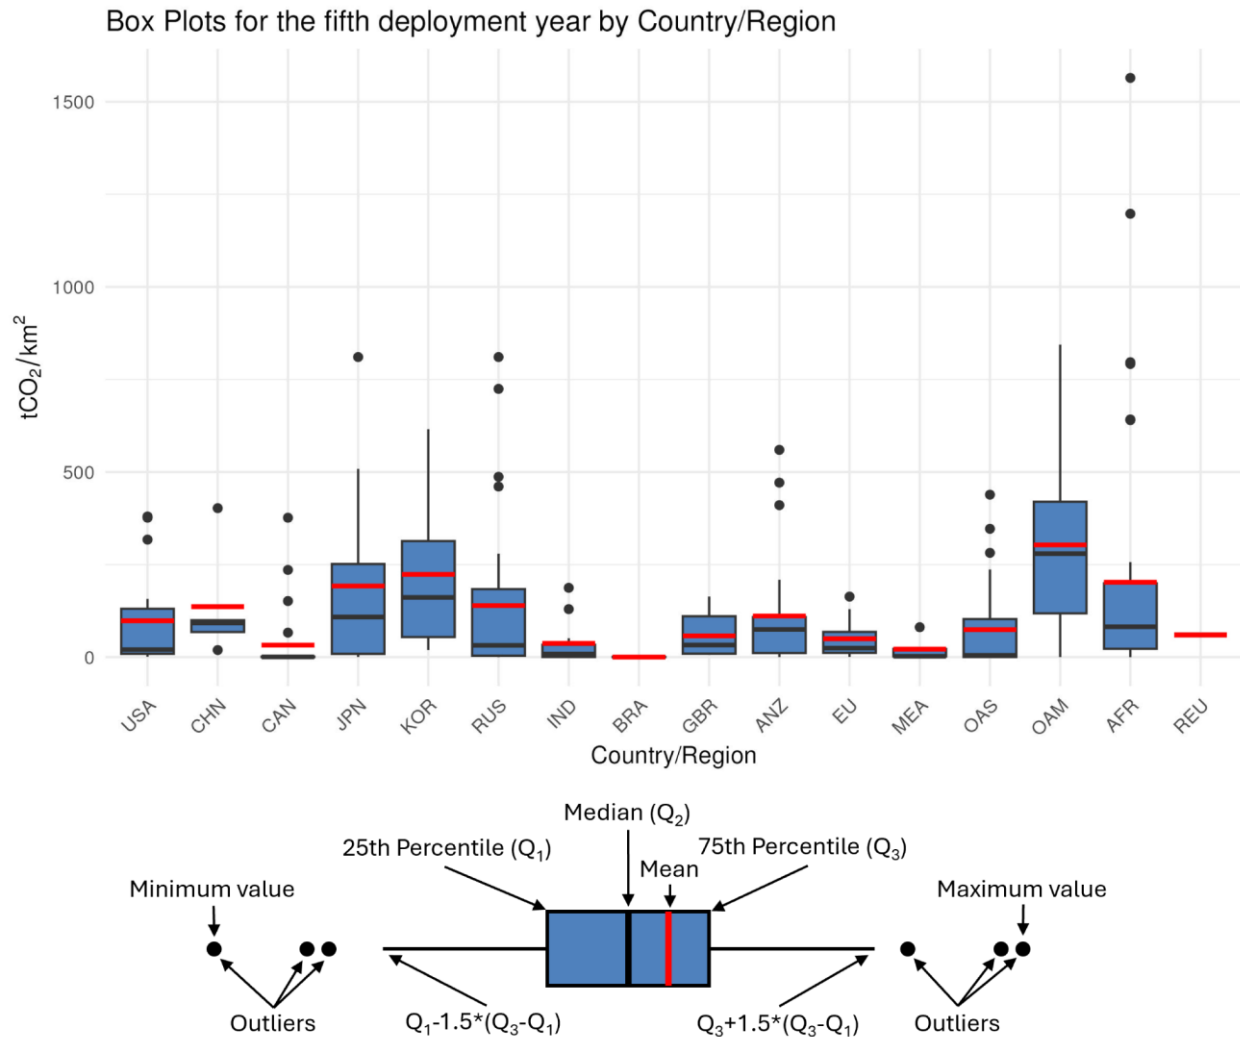 Box Plots for the fifth deployment year by Country/Region
tCO₂/km²
1500
1000
500
0
USA CHN CAN JPN KOR RUS IND BRA GBR ANZ EU MEA OAS OAM AFR REU
Country/Region
Median (Q₂)
25th Percentile (Q₁)
75th Percentile (Q₃)
Mean
Minimum value
Maximum value
Outliers
Q₁-1.5*(Q₃-Q₁)
Q₃+1.5*(Q₃-Q₁)
Outliers